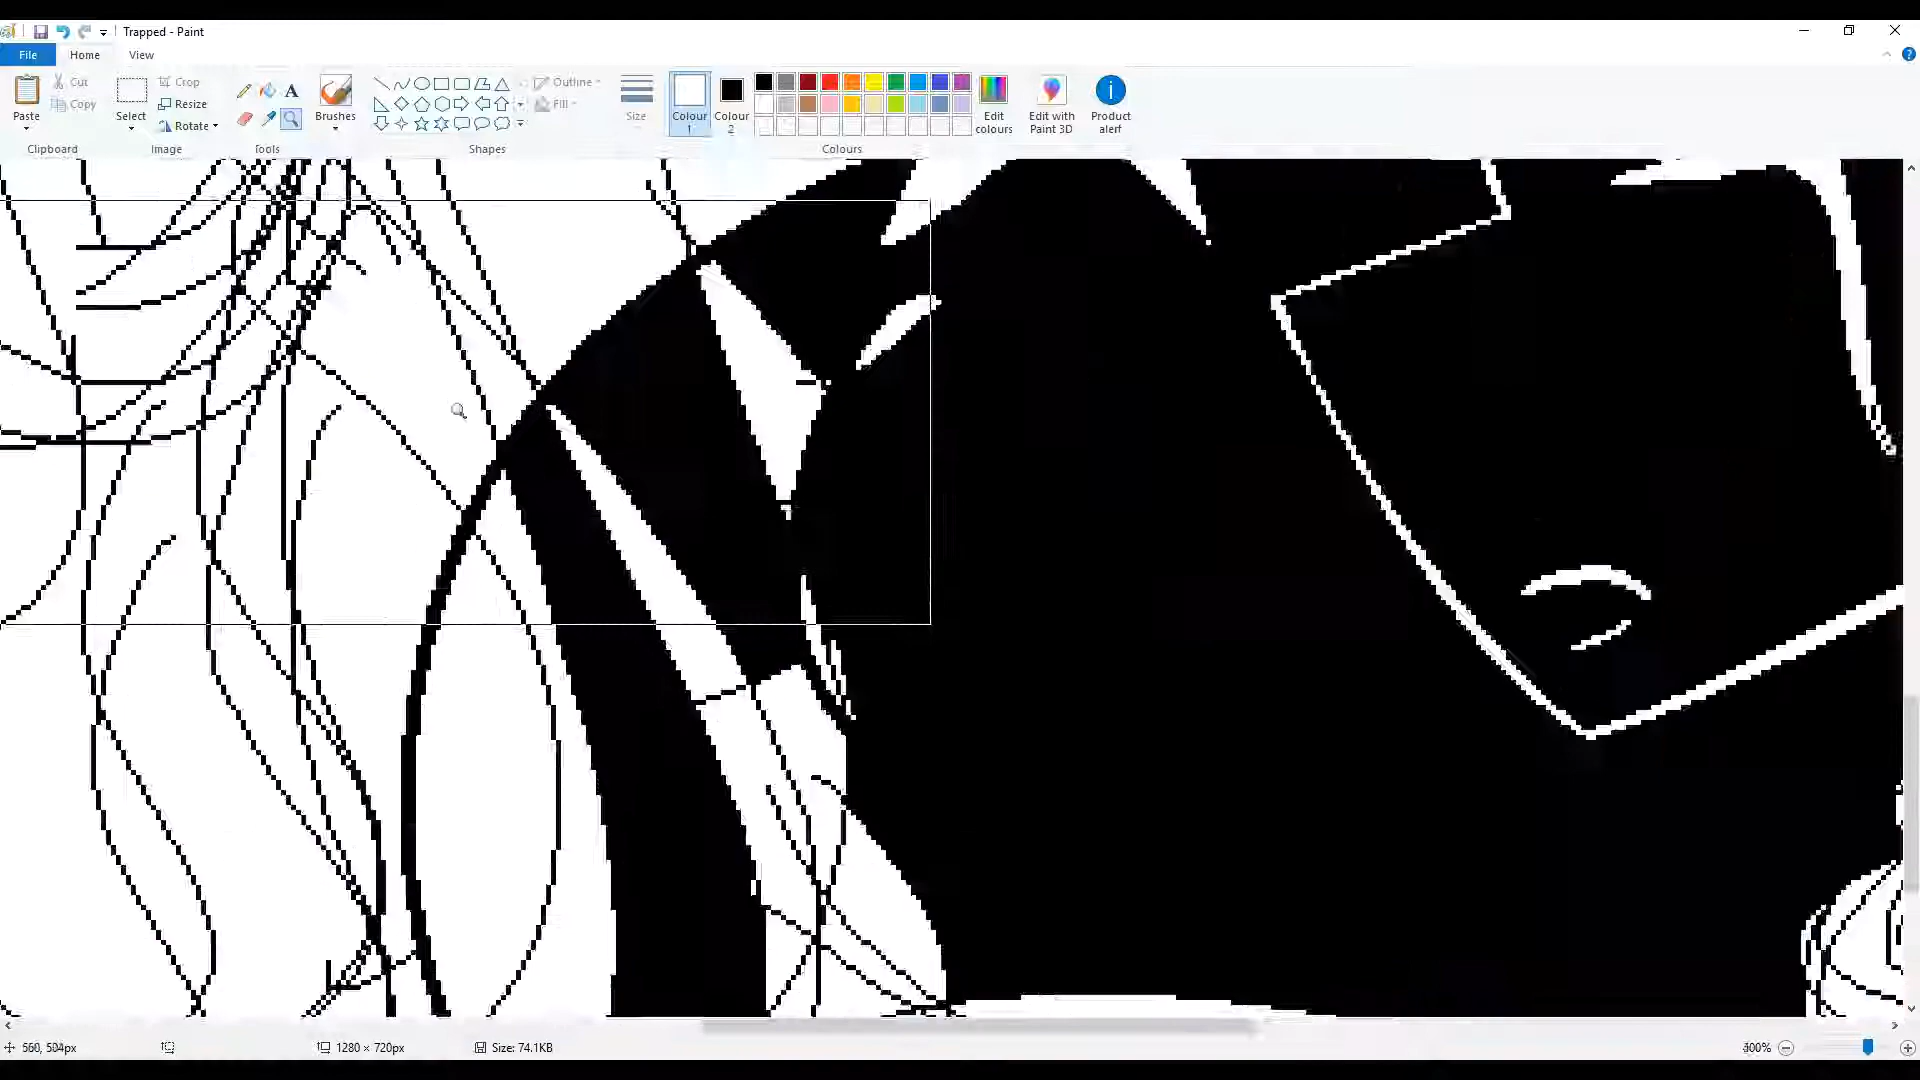 Trapped - Paint
File Home View
Paste Cut Copy Select Crop Resize Rotate A Brushes Outline Fill Size Colour 1 Colour 2 Edit colours Edit with Paint 3D Product alert
Clipboard Image Tools Shapes Colours
560, 504px 1280 × 720px Size: 74.1KB